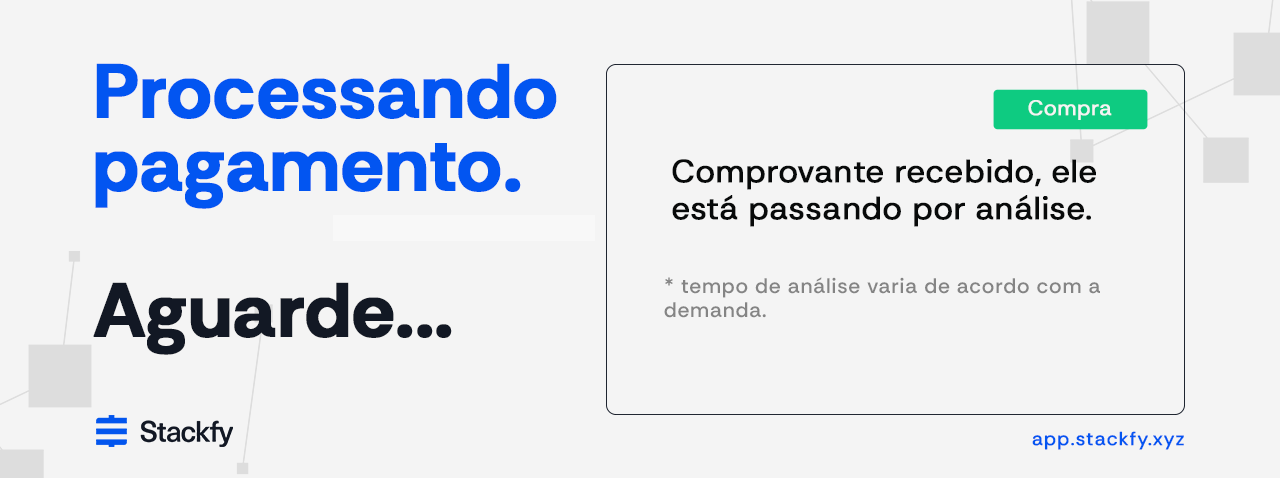 Processando
pagamento.
Aguarde...
Stackfy
Compra
Comprovante recebido, ele
está passando por análise.
* tempo de análise varia de acordo com a
demanda.
app.stackfy.xyz